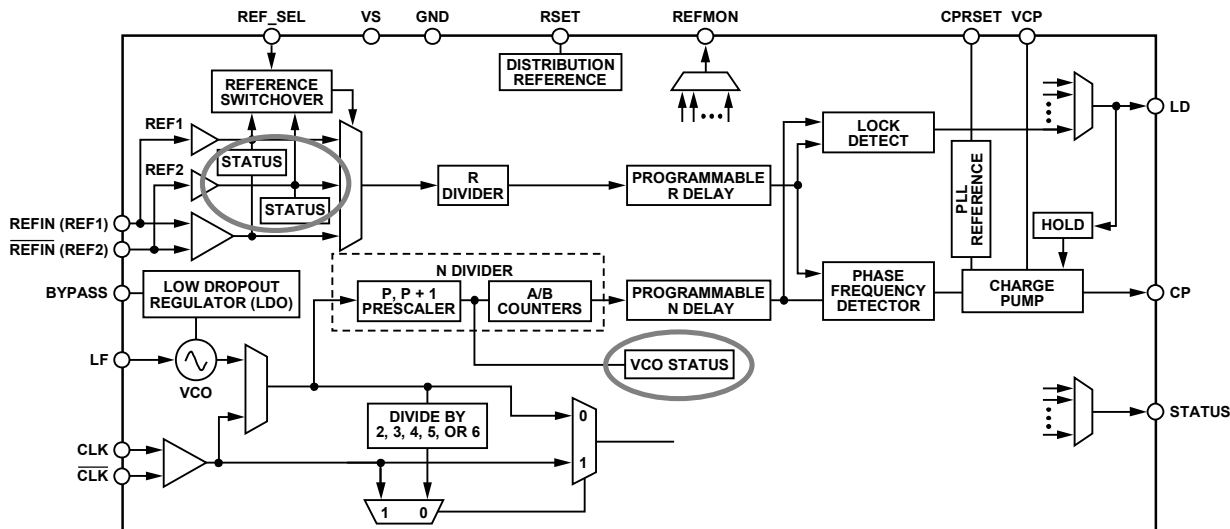 REF_SEL
VS
GND
RSET
REFMON
CPRSET
VCP
DISTRIBUTION
REFERENCE
REFERENCE
SWITCHOVER
REF1
STATUS
REF2
STATUS
REFIN (REF1)
REFIN (REF2)
BYPASS
LF
CLK
CLK
LOW DROPOUT
REGULATOR (LDO)
VCO
R
DIVIDER
PROGRAMMABLE
R DELAY
LOCK
DETECT
PLL
REFERENCE
HOLD
LD
N DIVIDER
P, P + 1
PRESCALER
A/B
COUNTERS
PROGRAMMABLE
N DELAY
PHASE
FREQUENCY
DETECTOR
CHARGE
PUMP
CP
VCO STATUS
DIVIDE BY
2, 3, 4, 5, OR 6
0
1
1 0
STATUS